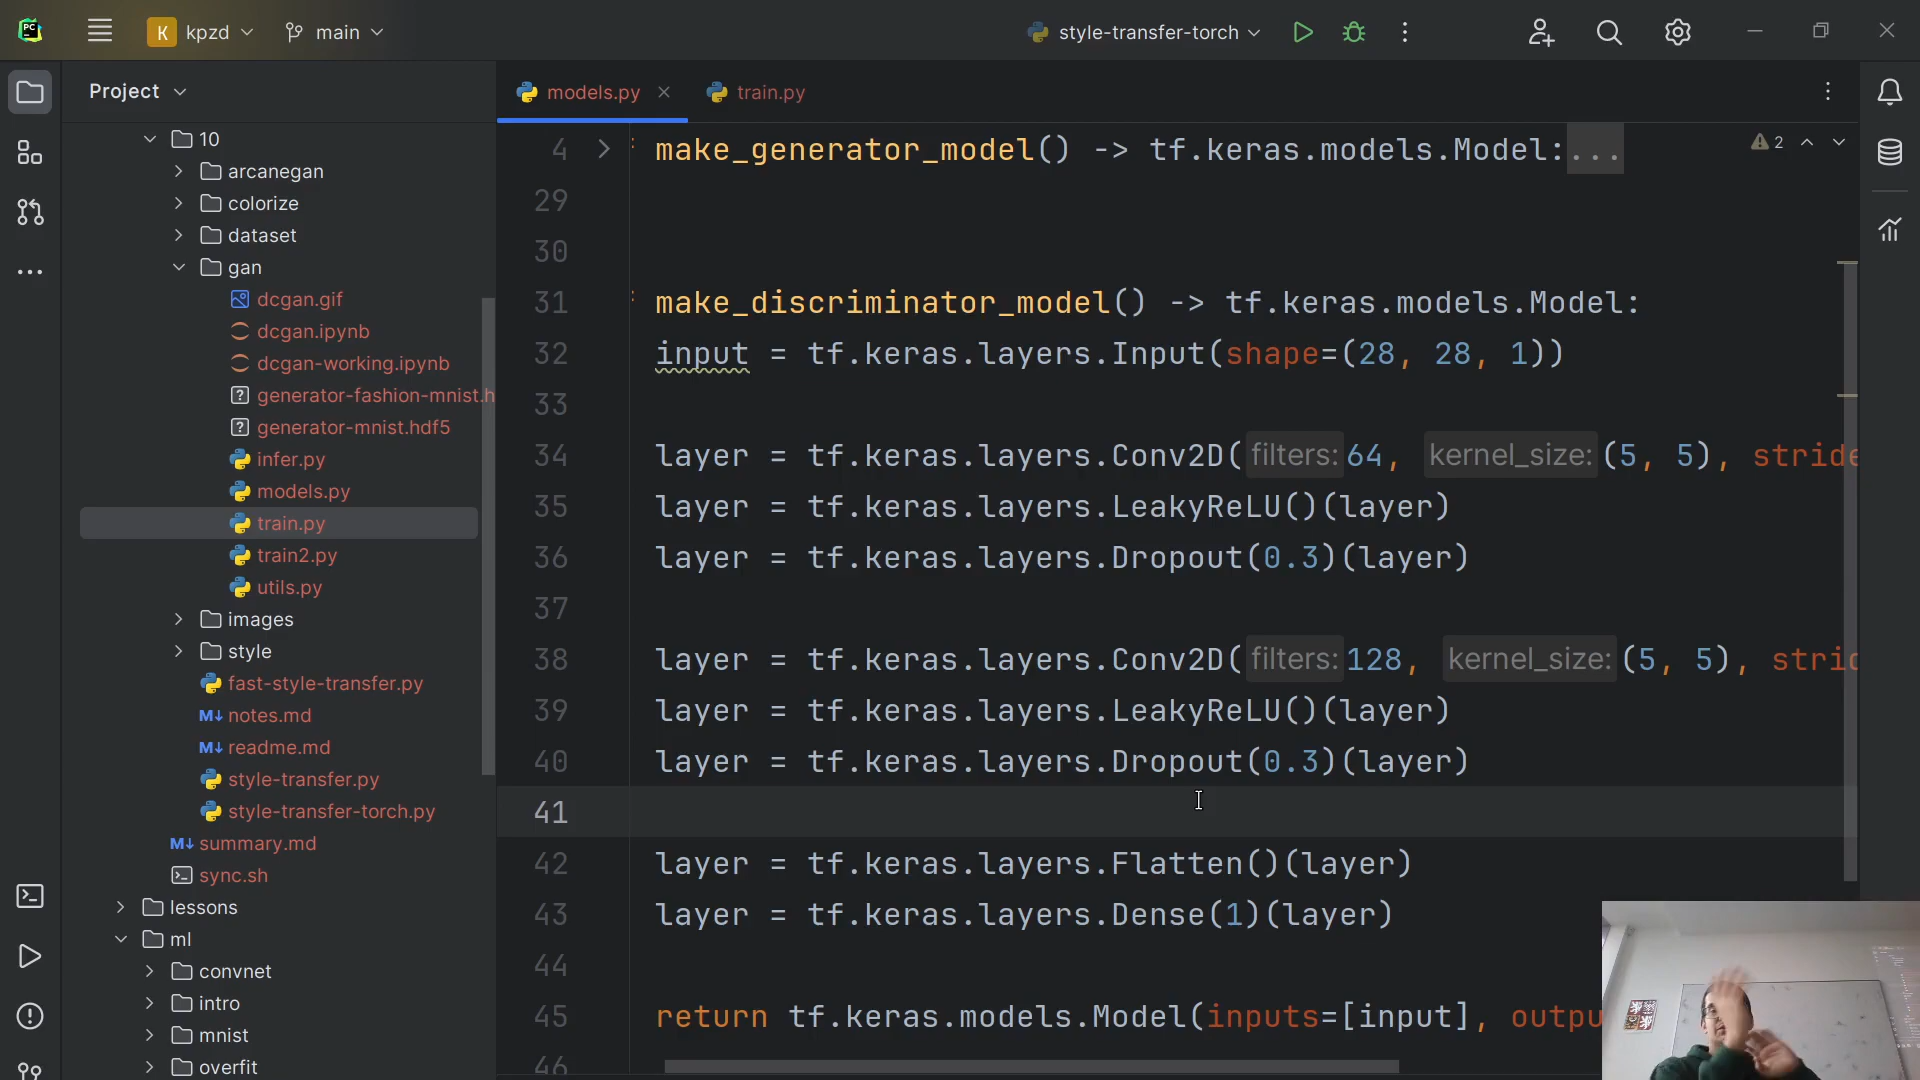 PC
K kpzd
main
style-transfer-torch
Project
models.py
train.py
10
arcanegan
colorize
dataset
gan
dcgan.gif
dcgan.ipynb
dcgan-working.ipynb
generator-fashion-mnist.h
generator-mnist.hdf5
infer.py
models.py
train.py
train2.py
utils.py
images
style
fast-style-transfer.py
M↓ notes.md
M↓ readme.md
style-transfer.py
style-transfer-torch.py
M↓ summary.md
sync.sh
lessons
ml
convnet
intro
mnist
overfit
4 make_generator_model() -> tf.keras.models.Model:...
2
29
30
31 make_discriminator_model() -> tf.keras.models.Model:
32 input = tf.keras.layers.Input(shape=(28, 28, 1))
33
34 layer = tf.keras.layers.Conv2D( filters: 64, kernel_size: (5, 5), stride
35 layer = tf.keras.layers.LeakyReLU()(layer)
36 layer = tf.keras.layers.Dropout(0.3)(layer)
37
38 layer = tf.keras.layers.Conv2D( filters: 128, kernel_size: (5, 5), strid
39 layer = tf.keras.layers.LeakyReLU()(layer)
40 layer = tf.keras.layers.Dropout(0.3)(layer)
41
42 layer = tf.keras.layers.Flatten()(layer)
43 layer = tf.keras.layers.Dense(1)(layer)
44
45 return tf.keras.models.Model(inputs=[input], outpu
46